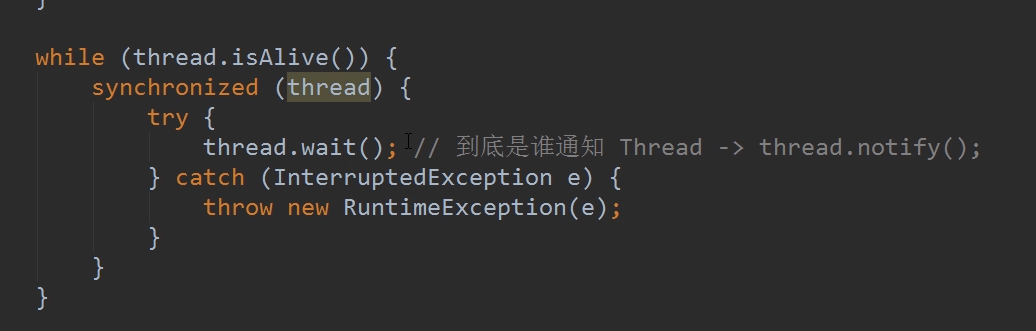 }
while (thread.isAlive()) {
synchronized (thread) {
try {
thread.wait(); // 到底是谁通知 Thread -> thread.notify();
} catch (InterruptedException e) {
throw new RuntimeException(e);
}
}
}